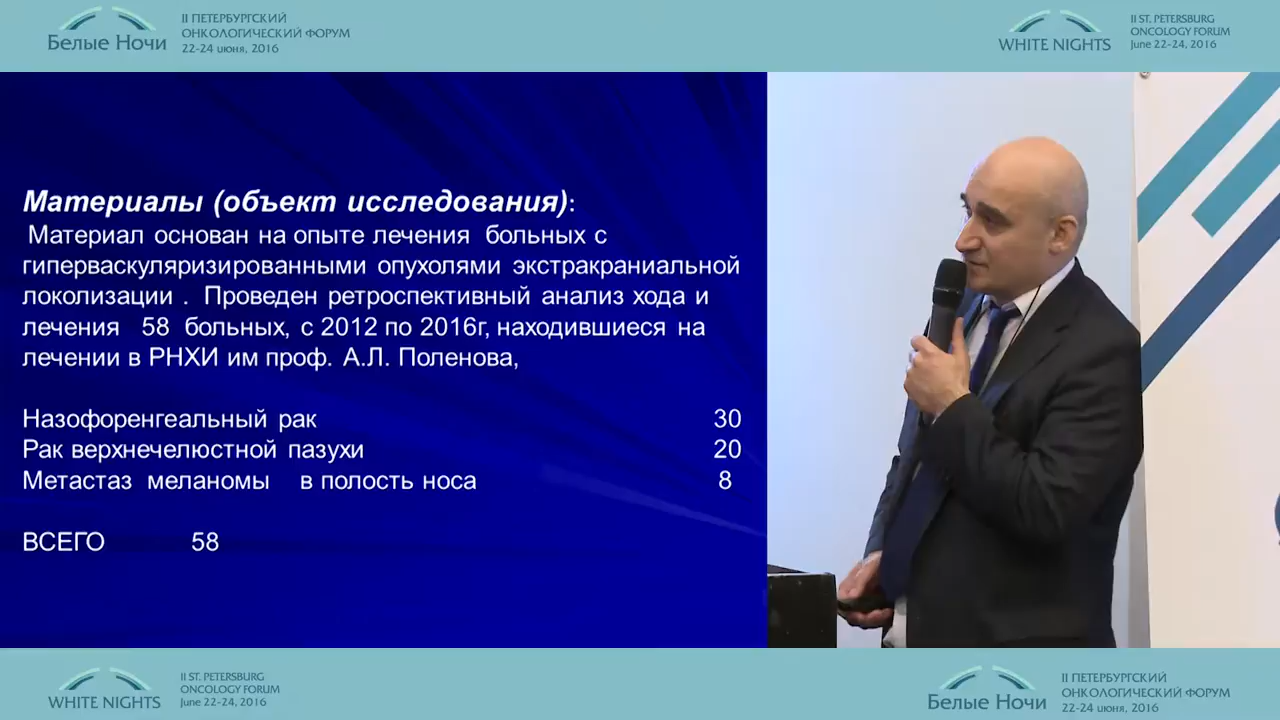 Белые Ночи
II ПЕТЕРБУРГСКИЙ
ОНКОЛОГИЧЕСКИЙ ФОРУМ
22-24 июня, 2016
WHITE NIGHTS
II ST. PETERSBURG
ONCOLOGY FORUM
June 22-24, 2016
Материалы (объект исследования):
Материал основан на опыте лечения больных с
гиперваскуляризированными опухолями экстракраниальной
локолизации . Проведен ретроспективный анализ хода и
лечения 58 больных, с 2012 по 2016г, находившиеся на
лечении в РНХИ им проф. А.Л. Поленова,
Назофоренгеальный рак 30
Рак верхнечелюстной пазухи 20
Метастаз меланомы в полость носа 8
ВСЕГО 58
WHITE NIGHTS
II ST. PETERSBURG
ONCOLOGY FORUM
June 22-24, 2016
Белые Ночи
II ПЕТЕРБУРГСКИЙ
ОНКОЛОГИЧЕСКИЙ ФОРУМ
22-24 июня, 2016